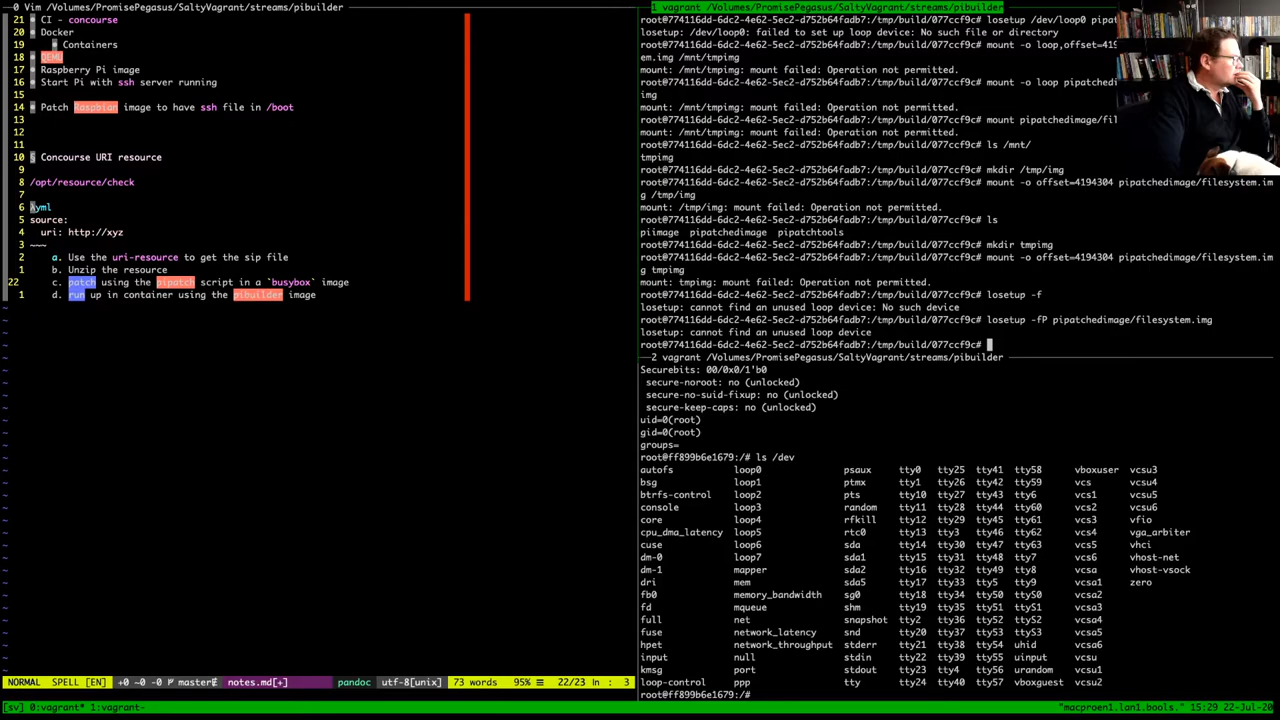 0 Vim /Volumes/PromisePegasus/SaltyVagrant/streams/pibuilder
21 CI - concourse
20 Docker
19 Containers
18 QEMU
17 Raspberry Pi image
16 Start Pi with ssh server running
15
14 Patch Raspbian image to have ssh file in /boot
13
12
11
10 § Concourse URI resource
9
8 /opt/resource/check
7
6 yml
5 source:
4 uri: http://xyz
3 ~~~
2 a. Use the uri-resource to get the sip file
1 b. Unzip the resource
22 c. patch using the pipatch script in a `busybox` image
1 d. run up in container using the pibuilder image
NORMAL SPELL [EN] +0 ~0 -0 master notes.md[+] pandoc utf-8[unix] 73 words 95% 22/23 : 3
1 vagrant /Volumes/PromisePegasus/SaltyVagrant/streams/pibuilder
root@774116dd-6d4e-4e62-5ec2-d752b64fadb7:/tmp/build/077ccf9c# losetup /dev/loop0 pipat
losetup: /dev/loop0: failed to set up loop device: No such file or directory
root@774116dd-6d4e-4e62-5ec2-d752b64fadb7:/tmp/build/077ccf9c# mount -o loop,offset=419
em.img /mnt/tmpimg
mount: /mnt/tmpimg: mount failed: Operation not permitted.
root@774116dd-6d4e-4e62-5ec2-d752b64fadb7:/tmp/build/077ccf9c# mount -o loop pipatchedi
img
mount: /mnt/tmpimg: mount failed: Operation not permitted.
root@774116dd-6d4e-4e62-5ec2-d752b64fadb7:/tmp/build/077ccf9c# mount pipatchedimage/fil
mount: /mnt/tmpimg: mount failed: Operation not permitted.
root@774116dd-6d4e-4e62-5ec2-d752b64fadb7:/tmp/build/077ccf9c# ls /mnt/
tmpimg
root@774116dd-6d4e-4e62-5ec2-d752b64fadb7:/tmp/build/077ccf9c# mkdir /tmp/img
root@774116dd-6d4e-4e62-5ec2-d752b64fadb7:/tmp/build/077ccf9c# mount -o offset=4194304 pipatchedimage/filesystem.im
g /tmp/img
mount: /tmp/img: mount failed: Operation not permitted.
root@774116dd-6d4e-4e62-5ec2-d752b64fadb7:/tmp/build/077ccf9c# ls
piimage pipatchedimage pipatchtools
root@774116dd-6d4e-4e62-5ec2-d752b64fadb7:/tmp/build/077ccf9c# mkdir tmpimg
root@774116dd-6d4e-4e62-5ec2-d752b64fadb7:/tmp/build/077ccf9c# mount -o offset=4194304 pipatchedimage/filesystem.im
g tmpimg
mount: tmpimg: mount failed: Operation not permitted.
root@774116dd-6d4e-4e62-5ec2-d752b64fadb7:/tmp/build/077ccf9c# losetup -f
losetup: cannot find an unused loop device: No such device
root@774116dd-6d4e-4e62-5ec2-d752b64fadb7:/tmp/build/077ccf9c# losetup -fP pipatchedimage/filesystem.img
losetup: cannot find an unused loop device
root@774116dd-6d4e-4e62-5ec2-d752b64fadb7:/tmp/build/077ccf9c#
2 vagrant /Volumes/PromisePegasus/SaltyVagrant/streams/pibuilder
Securebits: 00/0x0/1'b0
secure-noroot: no (unlocked)
secure-no-suid-fixup: no (unlocked)
secure-keep-caps: no (unlocked)
uid=0(root)
gid=0(root)
groups=
root@ff899b6e1679:/# ls /dev
autofs loop0 psaux tty0 tty25 tty41 tty58 vboxuser vcsu3
bsg loop1 ptmx tty1 tty26 tty42 tty59 vcs vcsu4
btrfs-control loop2 pts tty10 tty27 tty43 tty6 vcs1 vcsu5
console loop3 random tty11 tty28 tty44 tty60 vcs2 vcsu6
core loop4 rfkill tty12 tty29 tty45 tty61 vcs3 vfio
cpu_dma_latency loop5 rtc0 tty13 tty3 tty46 tty62 vcs4 vga_arbiter
cuse loop6 sda tty14 tty30 tty47 tty63 vcs5 vhci
dm-0 loop7 sda1 tty15 tty31 tty48 tty7 vcs6 vhost-net
dm-1 mapper sda2 tty16 tty32 tty49 tty8 vcsa vhost-vsock
dri mem sda5 tty17 tty33 tty5 tty9 vcsa1 zero
fb0 memory_bandwidth sg0 tty18 tty34 tty50 ttyS0 vcsa2
fd mqueue shm tty19 tty35 tty51 ttyS1 vcsa3
full net snapshot tty2 tty36 tty52 ttyS2 vcsa4
fuse network_latency snd tty20 tty37 tty53 ttyS3 vcsa5
hpet network_throughput stderr tty21 tty38 tty54 uhid vcsa6
input null stdin tty22 tty39 tty55 uinput vcsu
kmsg port stdout tty23 tty4 tty56 urandom vcsu1
loop-control ppp tty tty24 tty40 tty57 vboxguest vcsu2
root@ff899b6e1679:/#
[sv] 0:vagrant* 1:vagrant- "macproen1.lan1.bools." 15:29 22-Jul-20